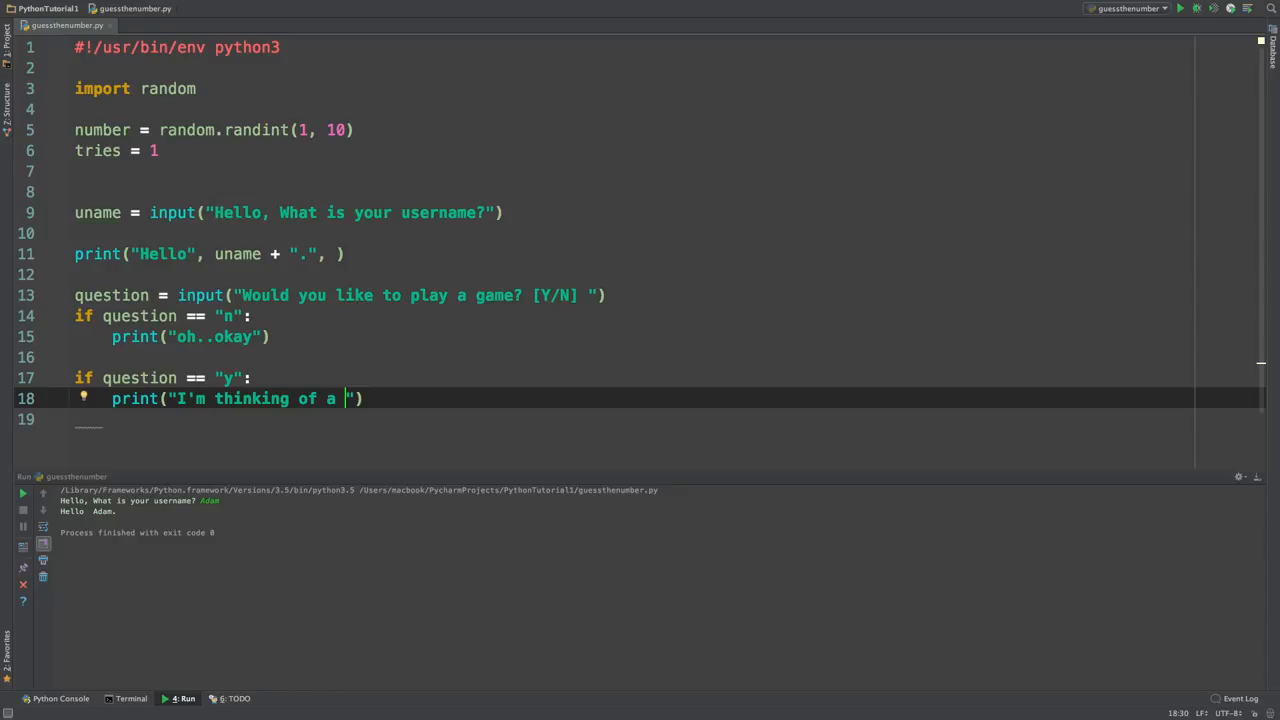 PythonTutorial1 guessthenumber.py guessthenumber
guessthenumber.py
1 #!/usr/bin/env python3
2
3 import random
4
5 number = random.randint(1, 10)
6 tries = 1
7
8
9 uname = input("Hello, What is your username?")
10
11 print("Hello", uname + ".", )
12
13 question = input("Would you like to play a game? [Y/N] ")
14 if question == "n":
15     print("oh..okay")
16
17 if question == "y":
18     print("I'm thinking of a ")
19
1: Project
Z: Structure
2: Favorites
Database
Run guessthenumber
/Library/Frameworks/Python.framework/Versions/3.5/bin/python3.5 /Users/macbook/PycharmProjects/PythonTutorial1/guessthenumber.py
Hello, What is your username? Adam
Hello  Adam.
Process finished with exit code 0
Python Console Terminal 4: Run 6: TODO Event Log
18:30 LF÷ UTF-8÷